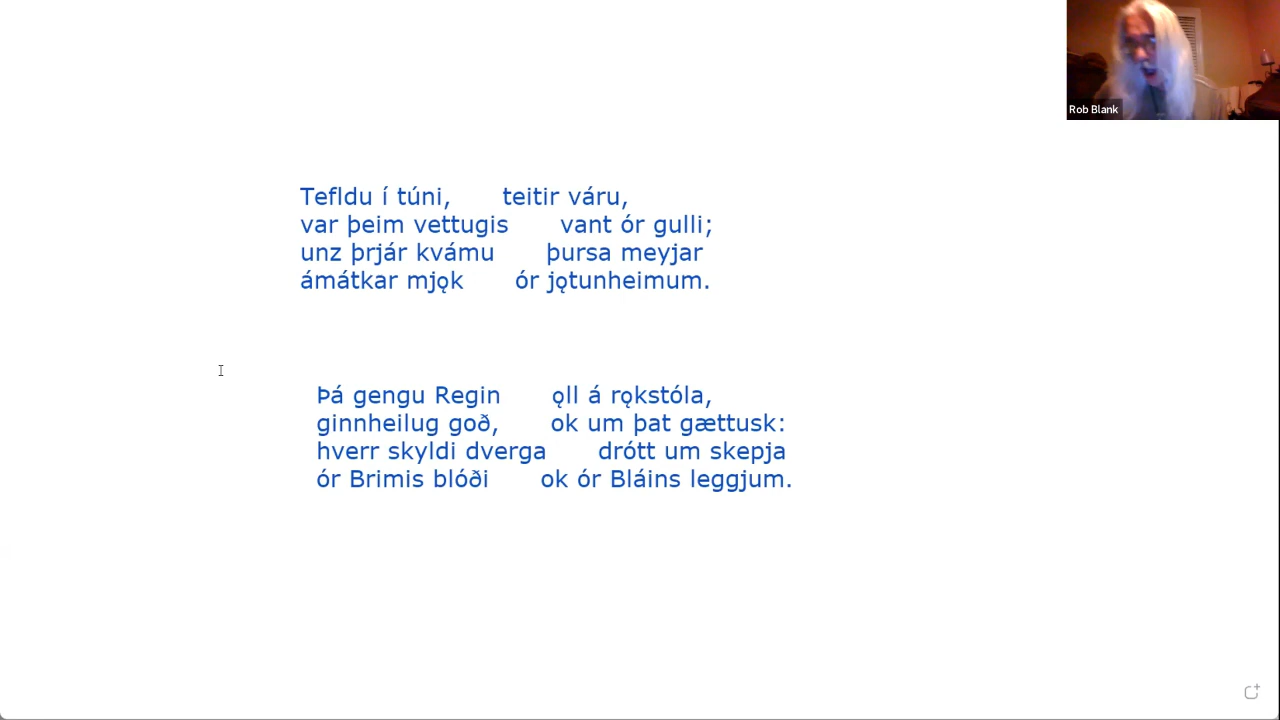 Rob Blank
Tefldu í túni, teitir váru,
var þeim vettugis vant ór gulli;
unz þrjár kvámu þursa meyjar
ámátkar mjǫk ór jǫtunheimum.
Þá gengu Regin ǫll á rǫkstóla,
ginnheilug goð, ok um þat gættusk:
hverr skyldi dverga drótt um skepja
ór Brimis blóði ok ór Bláins leggjum.